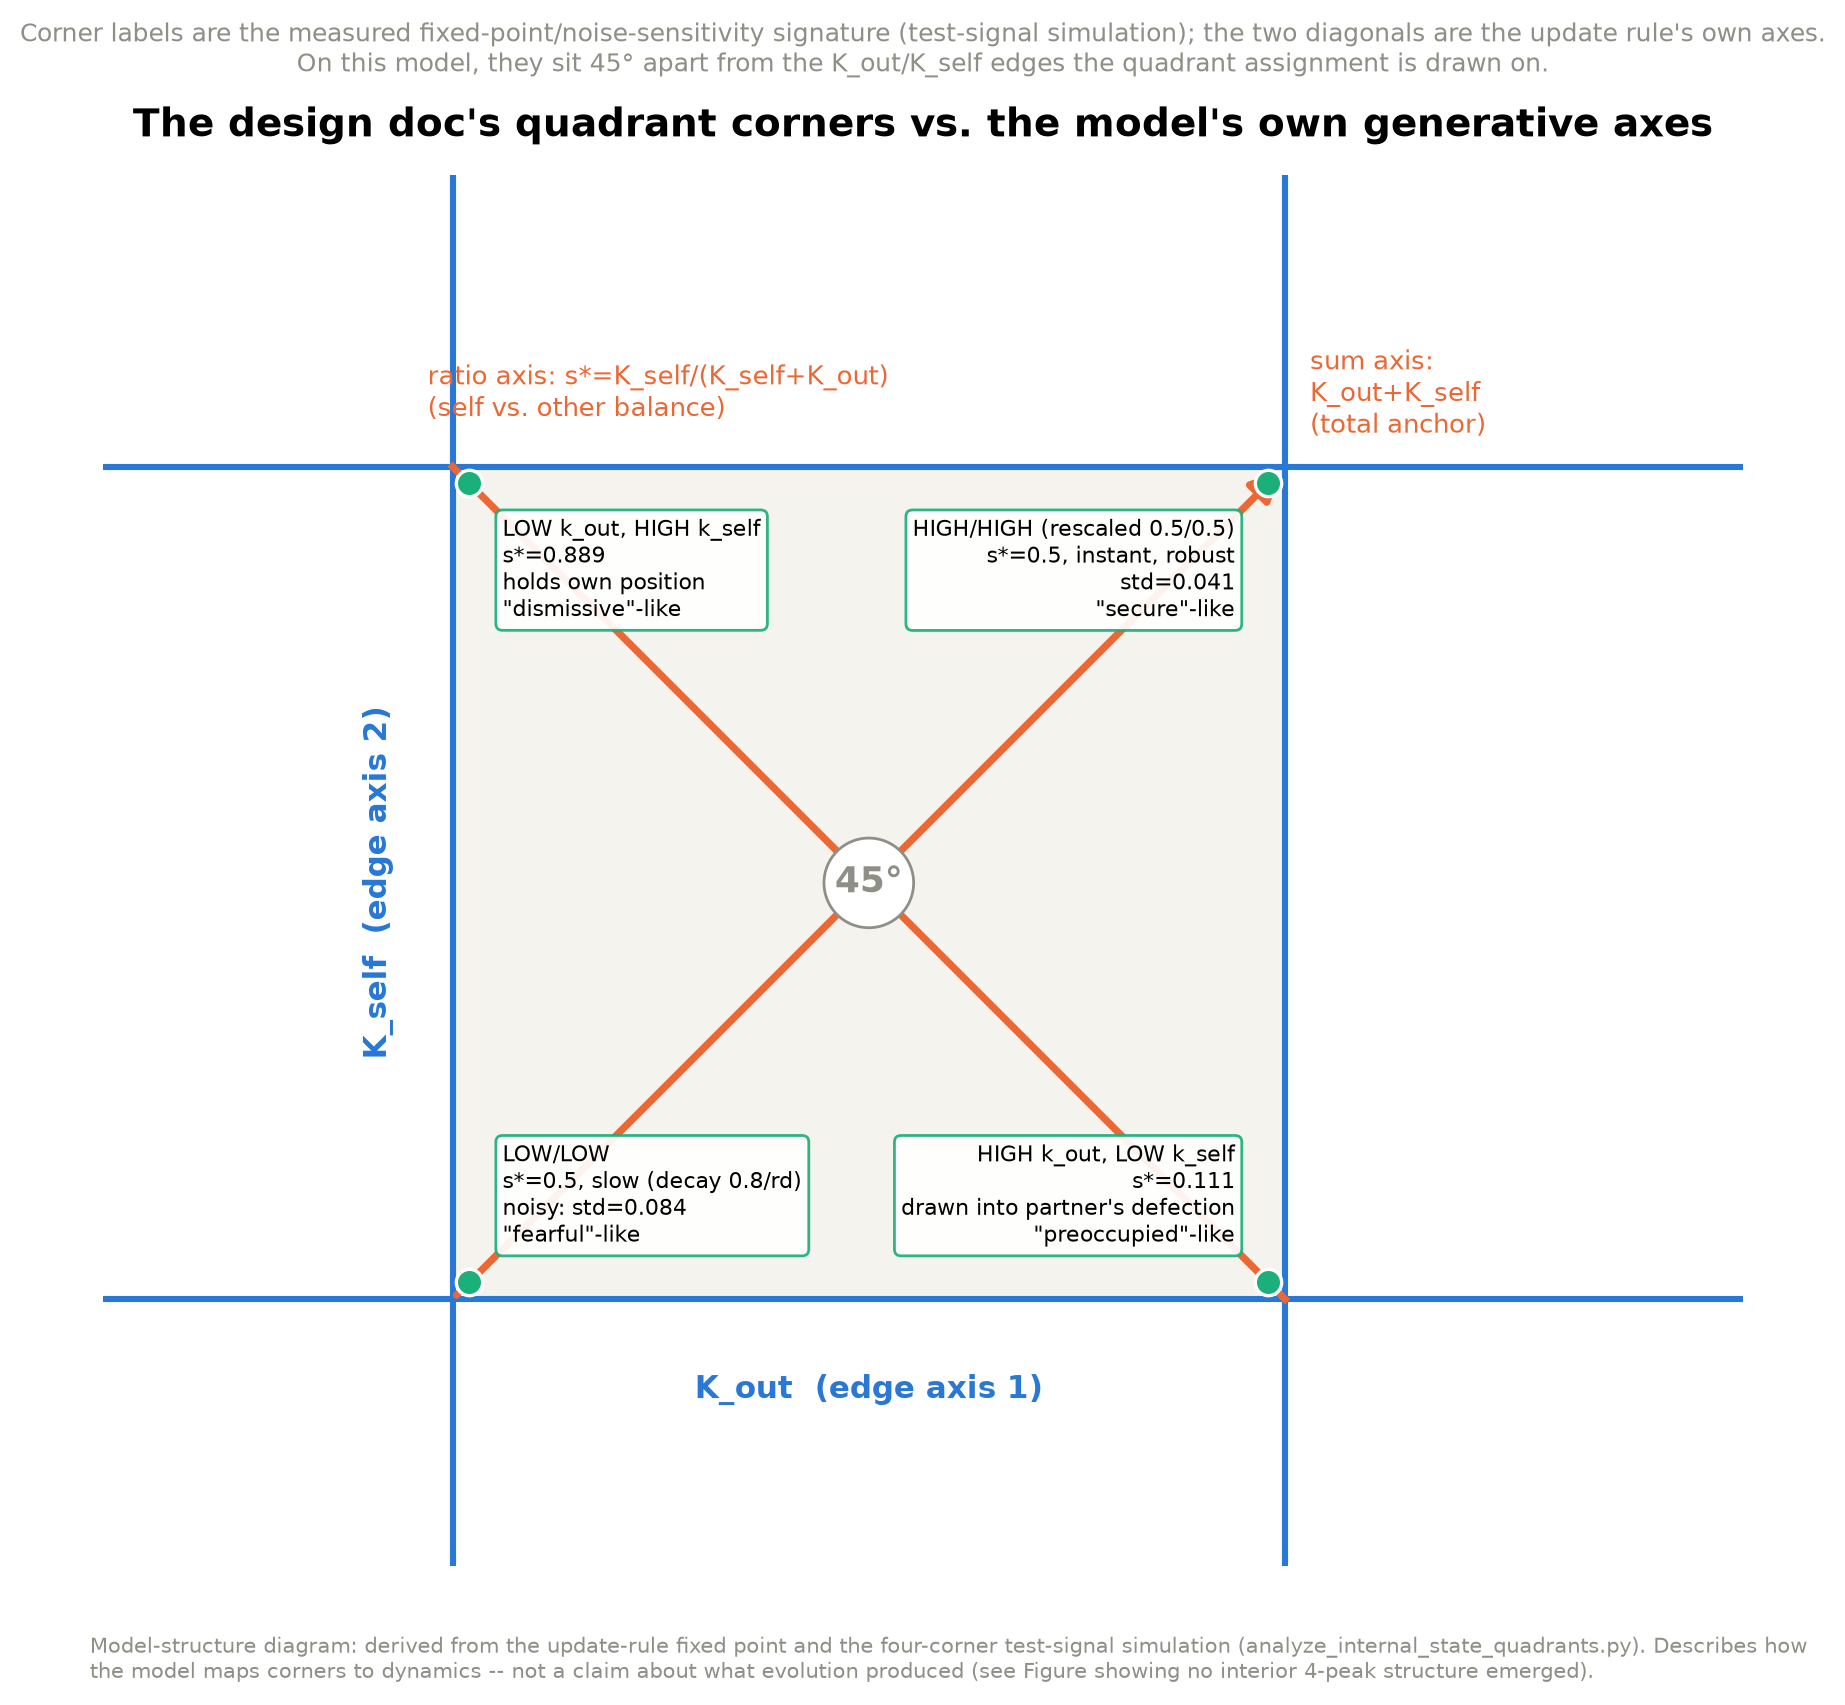 Corner labels are the measured fixed-point/noise-sensitivity signature (test-signal simulation); the two diagonals are the update rule's own axes.
On this model, they sit 45° apart from the K_out/K_self edges the quadrant assignment is drawn on.
The design doc's quadrant corners vs. the model's own generative axes
ratio axis: s*=K_self/(K_self+K_out)
(self vs. other balance)
sum axis:
K_out+K_self
(total anchor)
LOW k_out, HIGH k_self
s*=0.889
holds own position
"dismissive"-like
HIGH/HIGH (rescaled 0.5/0.5)
s*=0.5, instant, robust
std=0.041
"secure"-like
K_self  (edge axis 2)
45°
LOW/LOW
s*=0.5, slow (decay 0.8/rd)
noisy: std=0.084
"fearful"-like
HIGH k_out, LOW k_self
s*=0.111
drawn into partner's defection
"preoccupied"-like
K_out  (edge axis 1)
Model-structure diagram: derived from the update-rule fixed point and the four-corner test-signal simulation (analyze_internal_state_quadrants.py). Describes how
the model maps corners to dynamics -- not a claim about what evolution produced (see Figure showing no interior 4-peak structure emerged).